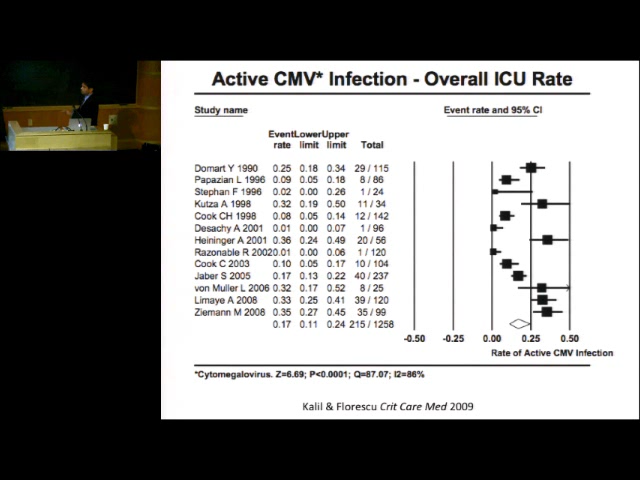 Active CMV* Infection - Overall ICU Rate
Study name Event rate and 95% CI
Event Lower Upper
rate limit limit Total
Domart Y 1990 0.25 0.18 0.34 29 / 115
Papazian L 1996 0.09 0.05 0.18 8 / 86
Stephan F 1996 0.02 0.00 0.26 1 / 24
Kutza A 1998 0.32 0.19 0.50 11 / 34
Cook CH 1998 0.08 0.05 0.14 12 / 142
Desachy A 2001 0.01 0.00 0.07 1 / 96
Heininger A 2001 0.36 0.24 0.49 20 / 56
Razonable R 2002 0.01 0.00 0.06 1 / 120
Cook C 2003 0.10 0.05 0.17 10 / 104
Jaber S 2005 0.17 0.13 0.22 40 / 237
von Muller L 2006 0.32 0.17 0.52 8 / 25
Limaye A 2008 0.33 0.25 0.41 39 / 120
Ziemann M 2008 0.35 0.27 0.45 35 / 99
0.17 0.11 0.24 215 / 1258
-0.50 -0.25 0.00 0.25 0.50
Rate of Active CMV Infection
*Cytomegalovirus. Z=6.69; P<0.0001; Q=87.07; I2=86%
Kalil & Florescu Crit Care Med 2009